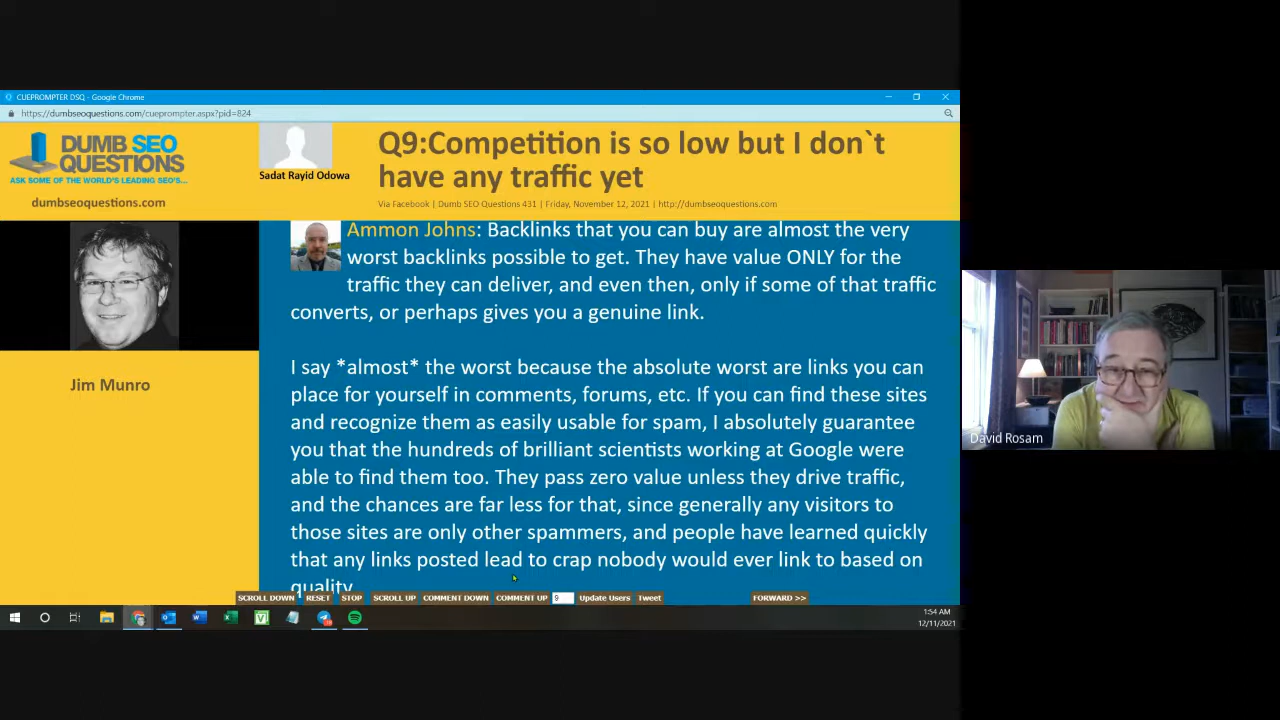 CUEPROMPTER DSQ - Google Chrome
https://dumbseoquestions.com/cueprompter.aspx?pid=824
DUMB SEO
QUESTIONS
ASK SOME OF THE WORLD'S LEADING SEO'S...
dumbseoquestions.com
Sadat Rayid Odowa
Q9:Competition is so low but I don`t
have any traffic yet
Via Facebook | Dumb SEO Questions 431 | Friday, November 12, 2021 | http://dumbseoquestions.com
Jim Munro
Ammon Johns: Backlinks that you can buy are almost the very
worst backlinks possible to get. They have value ONLY for the
traffic they can deliver, and even then, only if some of that traffic
converts, or perhaps gives you a genuine link.
I say *almost* the worst because the absolute worst are links you can
place for yourself in comments, forums, etc. If you can find these sites
and recognize them as easily usable for spam, I absolutely guarantee
you that the hundreds of brilliant scientists working at Google were
able to find them too. They pass zero value unless they drive traffic,
and the chances are far less for that, since generally any visitors to
those sites are only other spammers, and people have learned quickly
that any links posted lead to crap nobody would ever link to based on
quality
SCROLL DOWN RESET STOP SCROLL UP COMMENT DOWN COMMENT UP 9 Update Users Tweet FORWARD >>
1:54 AM
12/11/2021
David Rosam